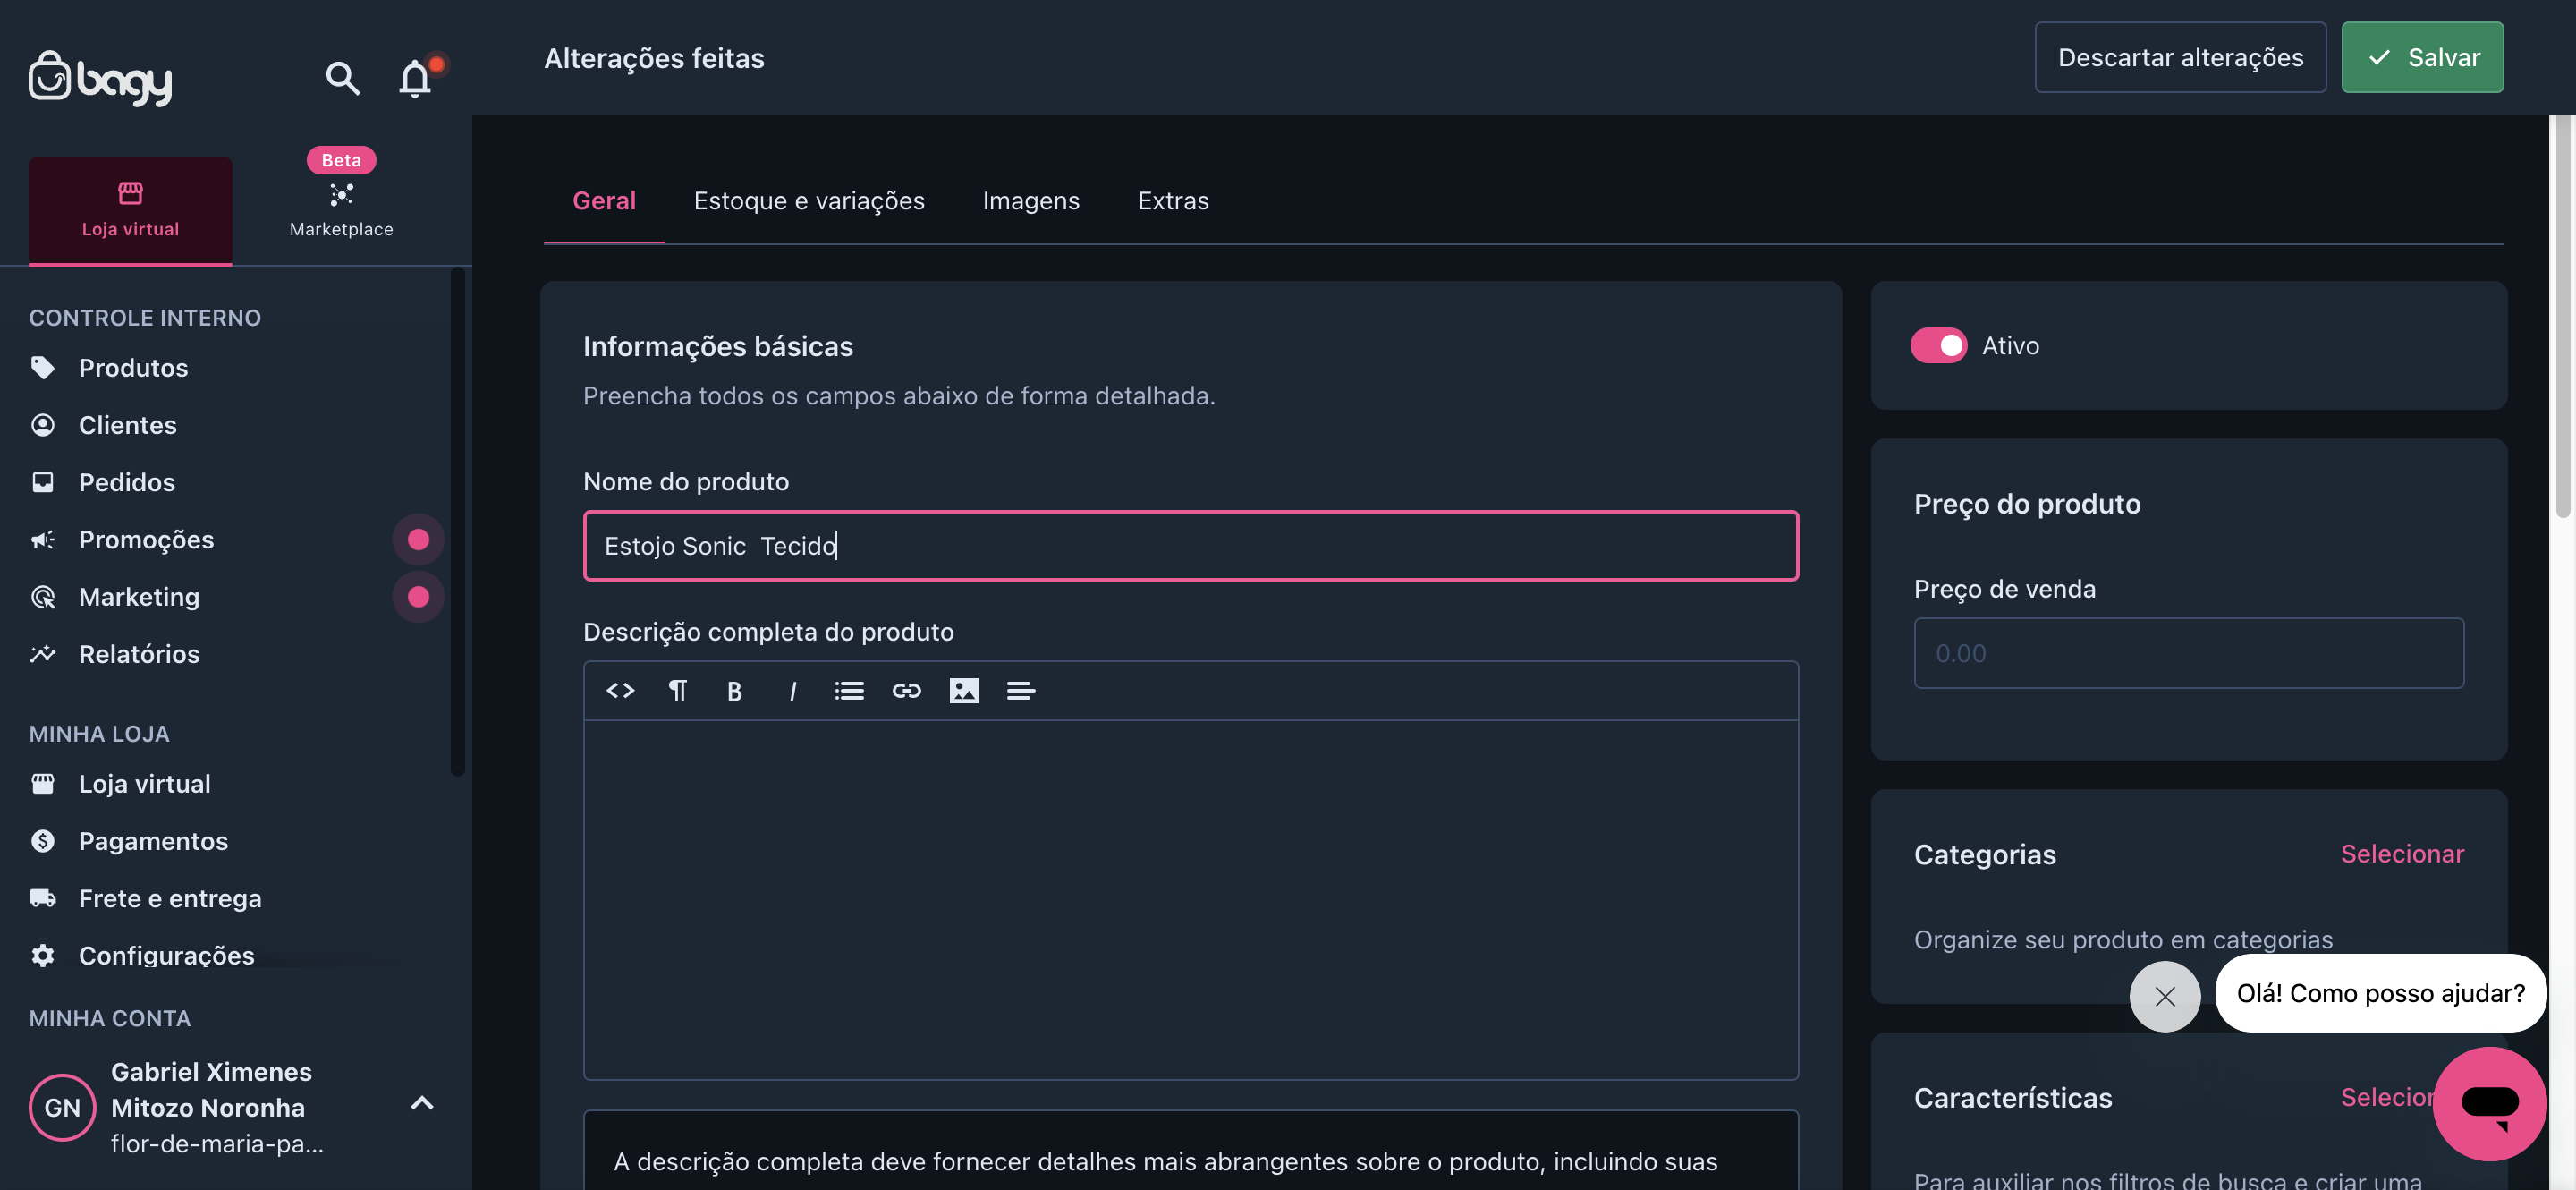 bagy
Alterações feitas
Descartar alterações
Salvar
Beta
Loja virtual
Marketplace
Geral
Estoque e variações
Imagens
Extras
CONTROLE INTERNO
Produtos
Clientes
Pedidos
Promoções
Marketing
Relatórios
MINHA LOJA
Loja virtual
Pagamentos
Frete e entrega
Configurações
MINHA CONTA
GN
Gabriel Ximenes
Mitozo Noronha
flor-de-maria-pa...
Informações básicas
Preencha todos os campos abaixo de forma detalhada.
Nome do produto
Estojo Sonic  Tecido
Descrição completa do produto
B I
A descrição completa deve fornecer detalhes mais abrangentes sobre o produto, incluindo suas
Ativo
Preço do produto
Preço de venda
0.00
Categorias
Selecionar
Organize seu produto em categorias
Olá! Como posso ajudar?
Características
Selecior
Para auxiliar nos filtros de busca e criar uma